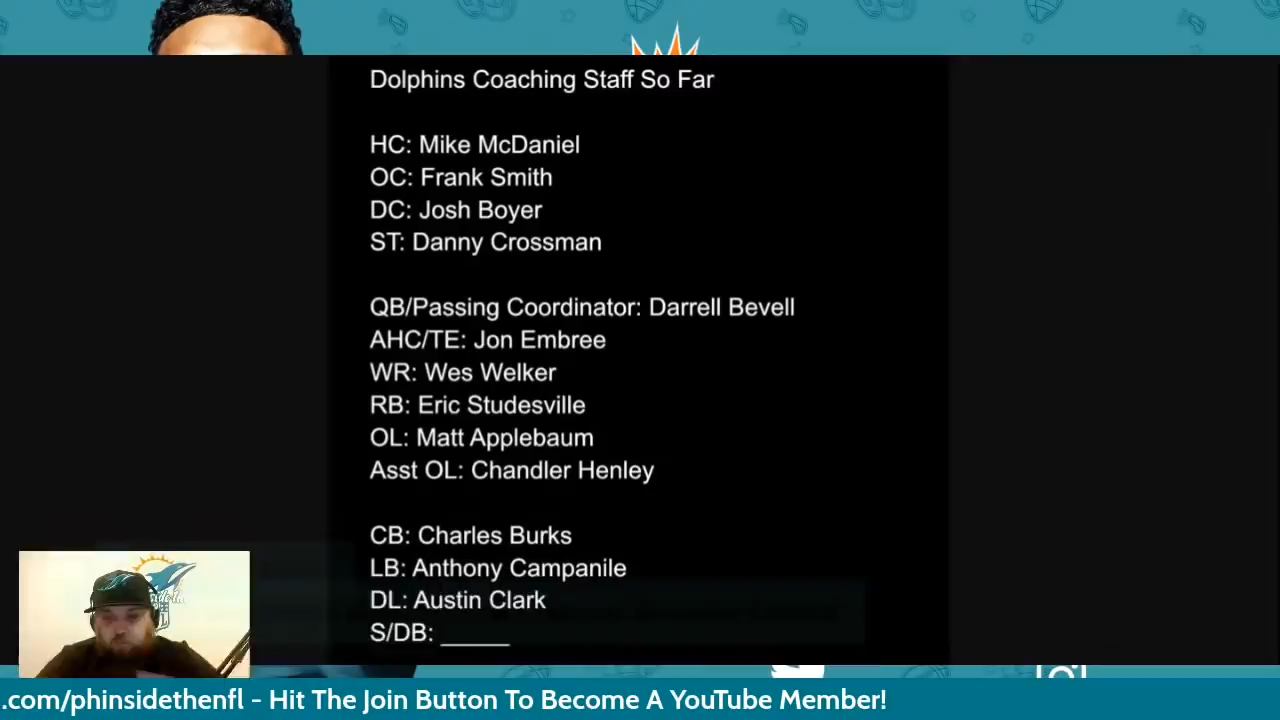 Dolphins Coaching Staff So Far
HC: Mike McDaniel
OC: Frank Smith
DC: Josh Boyer
ST: Danny Crossman
QB/Passing Coordinator: Darrell Bevell
AHC/TE: Jon Embree
WR: Wes Welker
RB: Eric Studesville
OL: Matt Applebaum
Asst OL: Chandler Henley
CB: Charles Burks
LB: Anthony Campanile
DL: Austin Clark
S/DB: _____
.com/phinsidethenfl - Hit The Join Button To Become A YouTube Member!